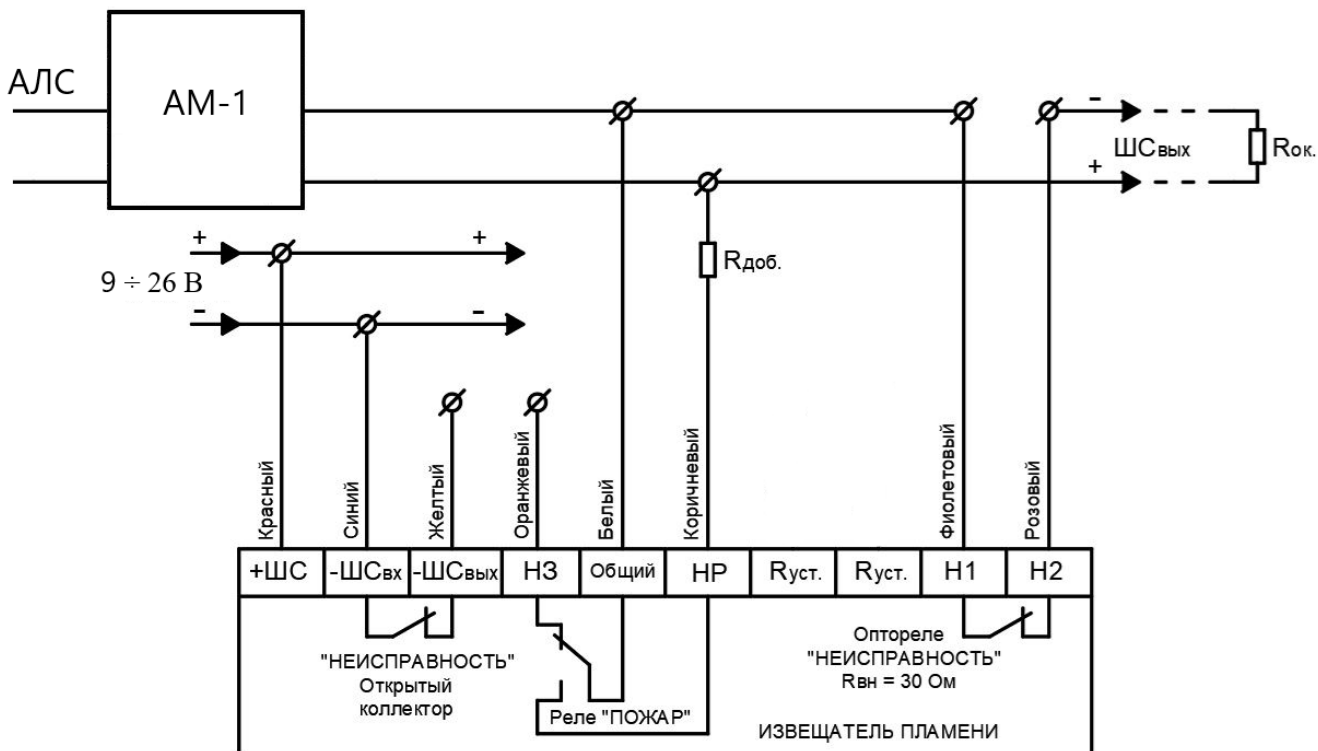 АЛС
АМ-1
-
ШСвых
Rок.
+
+ +
9 ÷ 26 В
- -
Rдоб.
Красный
Синий
Желтый
Оранжевый
Белый
Коричневый
Фиолетовый
Розовый
+ШС -ШСвх -ШСвых НЗ Общий НР Rуст. Rуст. Н1 Н2
"НЕИСПРАВНОСТЬ"
Открытый
коллектор
Реле "ПОЖАР"
Оптореле
"НЕИСПРАВНОСТЬ"
Rвн = 30 Ом
ИЗВЕЩАТЕЛЬ ПЛАМЕНИ